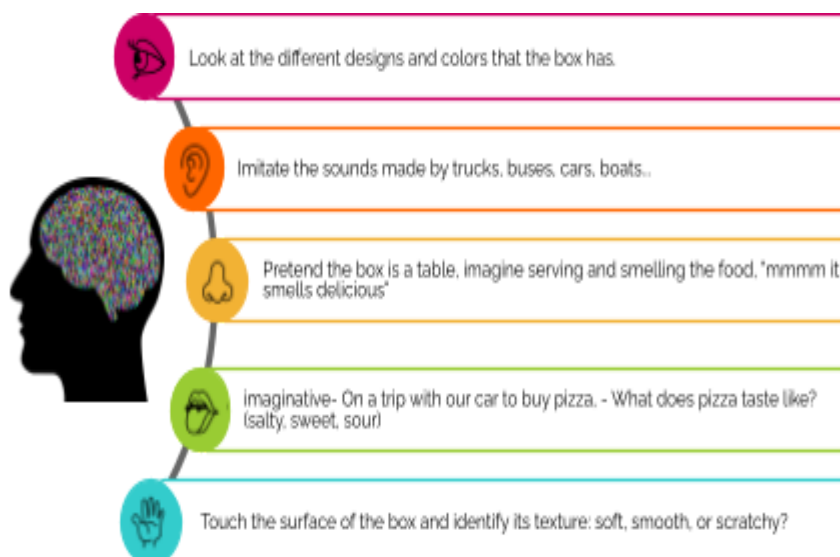 Look at the different designs and colors that the box has.
Imitate the sounds made by trucks, buses, cars, boats...
Pretend the box is a table, imagine serving and smelling the food, "mmmm it
smells delicious"
imaginative- On a trip with our car to buy pizza. - What does pizza taste like?
(salty, sweet, sour)
Touch the surface of the box and identify its texture: soft, smooth, or scratchy?